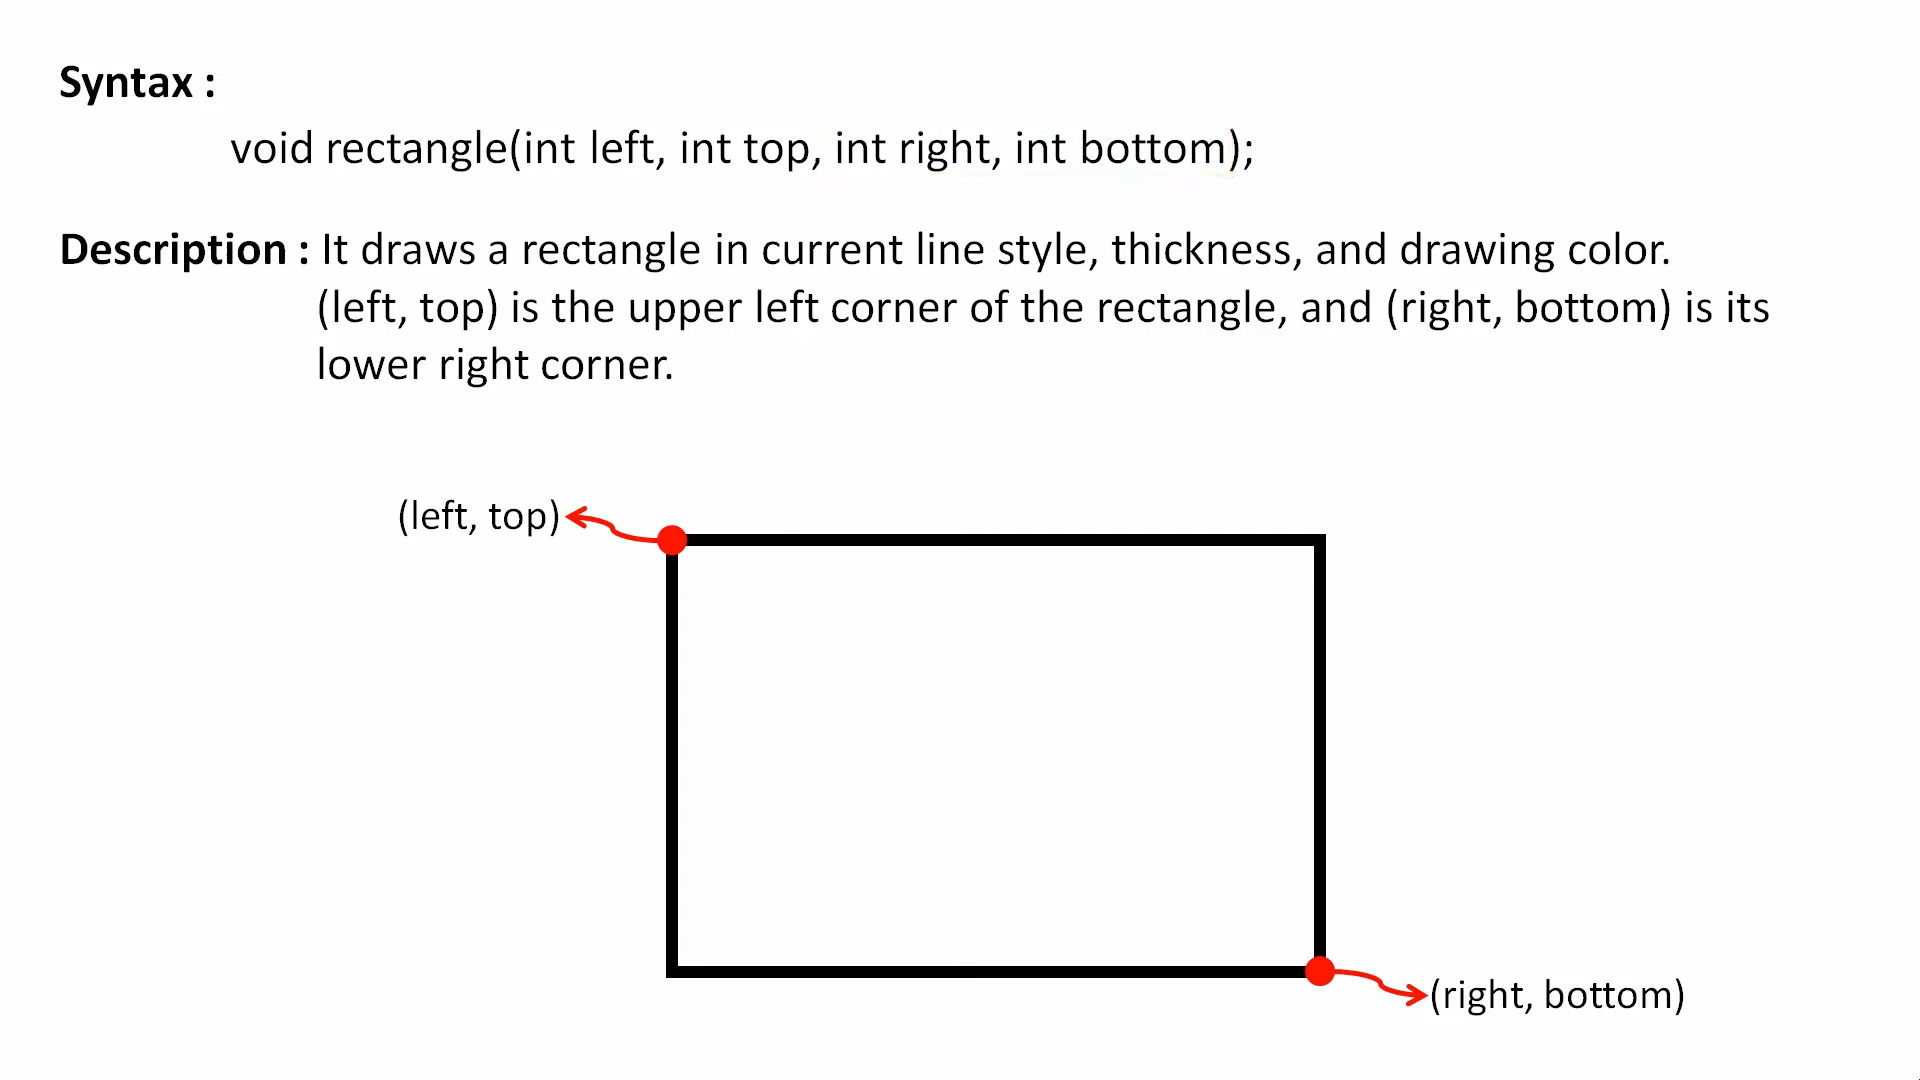 Syntax :
void rectangle(int left, int top, int right, int bottom);
Description : It draws a rectangle in current line style, thickness, and drawing color.
(left, top) is the upper left corner of the rectangle, and (right, bottom) is its
lower right corner.
(left, top)
(right, bottom)